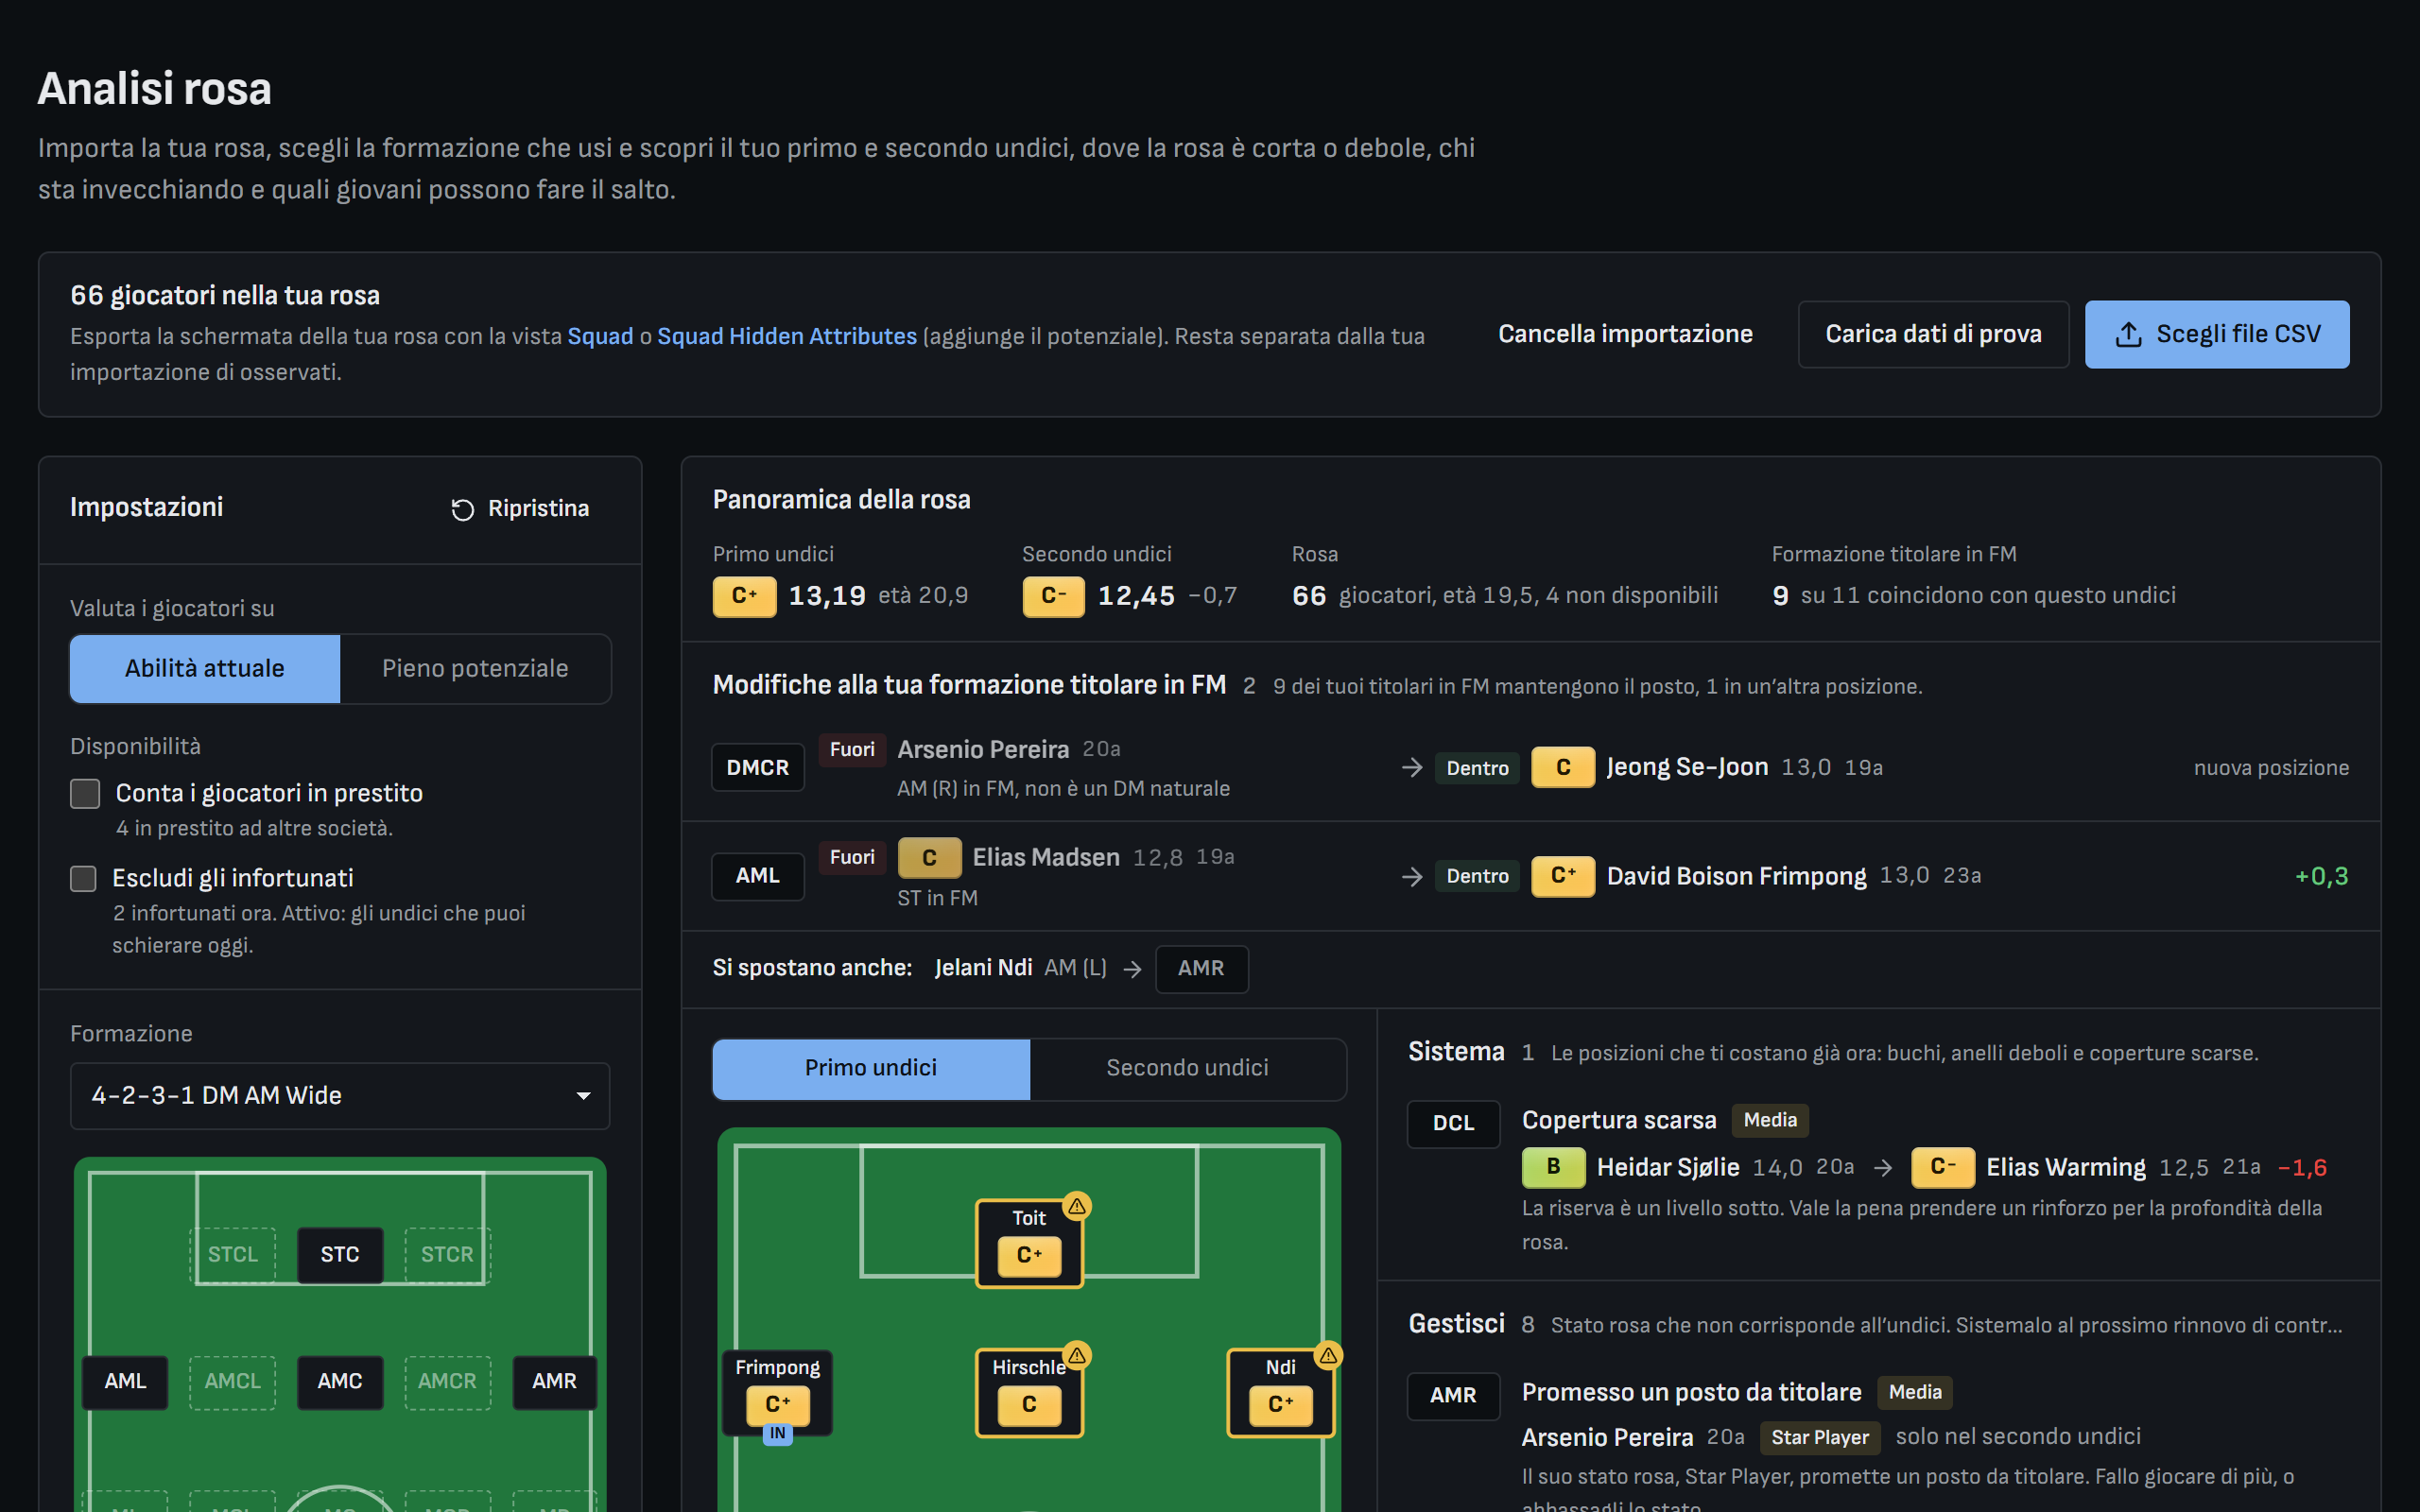 Analisi rosa
Importa la tua rosa, scegli la formazione che usi e scopri il tuo primo e secondo undici, dove la rosa è corta o debole, chi
sta invecchiando e quali giovani possono fare il salto.
66 giocatori nella tua rosa
Esporta la schermata della tua rosa con la vista Squad o Squad Hidden Attributes (aggiunge il potenziale). Resta separata dalla tua
importazione di osservati.
Cancella importazione
Carica dati di prova
Scegli file CSV
Impostazioni
Ripristina
Valuta i giocatori su
Abilità attuale
Pieno potenziale
Disponibilità
Conta i giocatori in prestito
4 in prestito ad altre società.
Escludi gli infortunati
2 infortunati ora. Attivo: gli undici che puoi
schierare oggi.
Formazione
4-2-3-1 DM AM Wide
STCL STC STCR
AML AMCL AMC AMCR AMR
Panoramica della rosa
Primo undici
C+ 13,19 età 20,9
Secondo undici
C- 12,45 −0,7
Rosa
66 giocatori, età 19,5, 4 non disponibili
Formazione titolare in FM
9 su 11 coincidono con questo undici
Modifiche alla tua formazione titolare in FM 2 9 dei tuoi titolari in FM mantengono il posto, 1 in un’altra posizione.
DMCR Fuori Arsenio Pereira 20a
AM (R) in FM, non è un DM naturale
→ Dentro C Jeong Se-Joon 13,0 19a nuova posizione
AML Fuori C Elias Madsen 12,8 19a
ST in FM
→ Dentro C+ David Boison Frimpong 13,0 23a +0,3
Si spostano anche: Jelani Ndi AM (L) → AMR
Primo undici
Secondo undici
Toit
C+
Frimpong
C+
IN
Hirschle
C
Ndi
C+
Sistema 1 Le posizioni che ti costano già ora: buchi, anelli deboli e coperture scarse.
DCL Copertura scarsa Media
B Heidar Sjølie 14,0 20a → C- Elias Warming 12,5 21a −1,6
La riserva è un livello sotto. Vale la pena prendere un rinforzo per la profondità della
rosa.
Gestisci 8 Stato rosa che non corrisponde all’undici. Sistemalo al prossimo rinnovo di contr…
AMR Promesso un posto da titolare Media
Arsenio Pereira 20a Star Player solo nel secondo undici
Il suo stato rosa, Star Player, promette un posto da titolare. Fallo giocare di più, o
abbassagli lo stato.